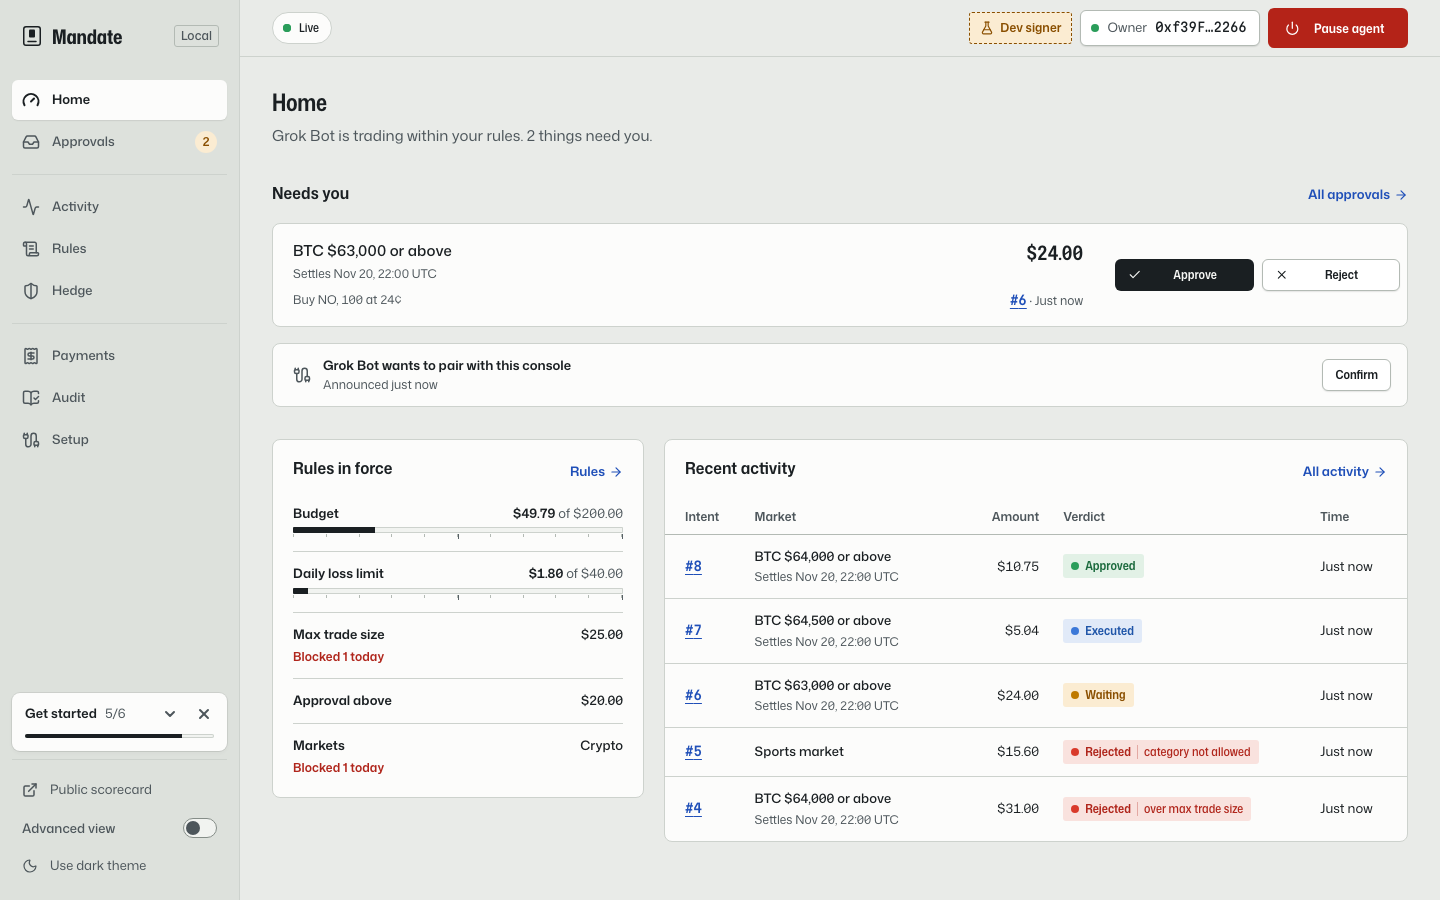 Mandate
Local
Home
Approvals
2
Activity
Rules
Hedge
Payments
Audit
Setup
Get started 5/6
Public scorecard
Advanced view
Use dark theme
Live
Dev signer
Owner 0xf39F…2266
Pause agent
Home
Grok Bot is trading within your rules. 2 things need you.
Needs you
All approvals →
BTC $63,000 or above
Settles Nov 20, 22:00 UTC
Buy NO, 100 at 24¢
$24.00
#6 · Just now
Approve
Reject
Grok Bot wants to pair with this console
Announced just now
Confirm
Rules in force
Rules →
Budget
$49.79 of $200.00
Daily loss limit
$1.80 of $40.00
Max trade size
$25.00
Blocked 1 today
Approval above
$20.00
Markets
Crypto
Blocked 1 today
Recent activity
All activity →
Intent Market Amount Verdict Time
#8 BTC $64,000 or above $10.75 Approved Just now
Settles Nov 20, 22:00 UTC
#7 BTC $64,500 or above $5.04 Executed Just now
Settles Nov 20, 22:00 UTC
#6 BTC $63,000 or above $24.00 Waiting Just now
Settles Nov 20, 22:00 UTC
#5 Sports market $15.60 Rejected category not allowed Just now
#4 BTC $64,000 or above $31.00 Rejected over max trade size Just now
Settles Nov 20, 22:00 UTC